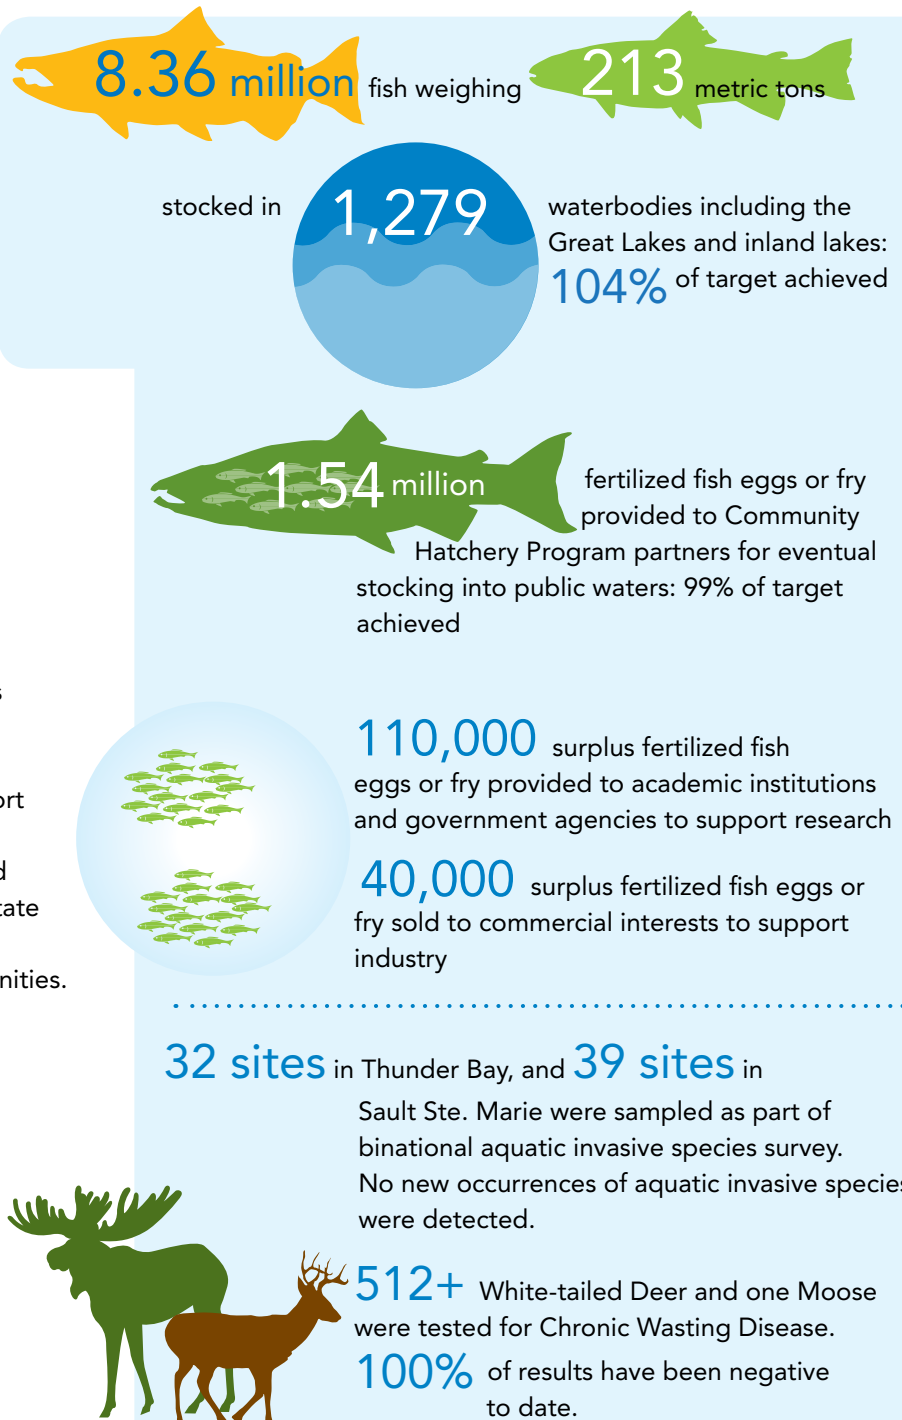 8.36 million fish weighing 213 metric tons
stocked in 1,279 waterbodies including the
Great Lakes and inland lakes:
104% of target achieved
1.54 million fertilized fish eggs or fry
provided to Community
Hatchery Program partners for eventual
stocking into public waters: 99% of target
achieved
110,000 surplus fertilized fish
eggs or fry provided to academic institutions
and government agencies to support research
40,000 surplus fertilized fish eggs or
fry sold to commercial interests to support
industry
32 sites in Thunder Bay, and 39 sites in
Sault Ste. Marie were sampled as part of
binational aquatic invasive species survey.
No new occurrences of aquatic invasive species
were detected.
512+ White-tailed Deer and one Moose
were tested for Chronic Wasting Disease.
100% of results have been negative
to date.